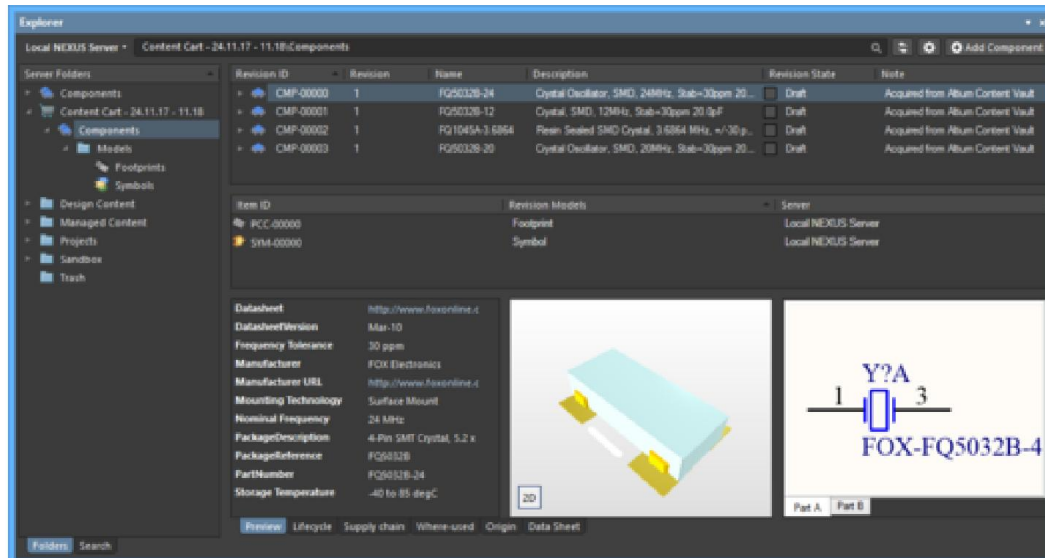 Explorer
Local NEXUS Server Content Cart - 24.11.17 - 11.18\Components Add Component
Server Folders
Components
Content Cart - 24.11.17 - 11.18
Components
Models
Footprints
Symbols
Design Content
Managed Content
Projects
Sandbox
Trash
Revision ID Revision Name Description Revision State Note
CMP-00000 1 FQ5032B-24 Crystal Oscillator, SMD, 24MHz, Stab=30ppm 20... Draft Acquired from Altium Content Vault
CMP-00001 1 FQ5032B-12 Crystal, SMD, 12MHz, Stab=30ppm 20.0pF Draft Acquired from Altium Content Vault
CMP-00002 1 FQ1045A-3.6864 Resin Sealed SMD Crystal, 3.6864 MHz, +/-30 p... Draft Acquired from Altium Content Vault
CMP-00003 1 FQ5032B-20 Crystal Oscillator, SMD, 20MHz, Stab=30ppm 20... Draft Acquired from Altium Content Vault
Item ID Revision Models Server
PCC-00000 Footprint Local NEXUS Server
SYM-00000 Symbol Local NEXUS Server
Datasheet http://www.foxonline.c
DatasheetVersion Mar-10
Frequency Tolerance 30 ppm
Manufacturer FOX Electronics
Manufacturer URL http://www.foxonline.c
Mounting Technology Surface Mount
Nominal Frequency 24 MHz
PackageDescription 4-Pin SMT Crystal, 5.2 x
PackageReference FQ5032B
PartNumber FQ5032B-24
Storage Temperature -40 to 85 degC
2D
Y?A
1 3
FOX-FQ5032B-4
Part A Part B
Preview Lifecycle Supply chain Where-used Origin Data Sheet
Folders Search